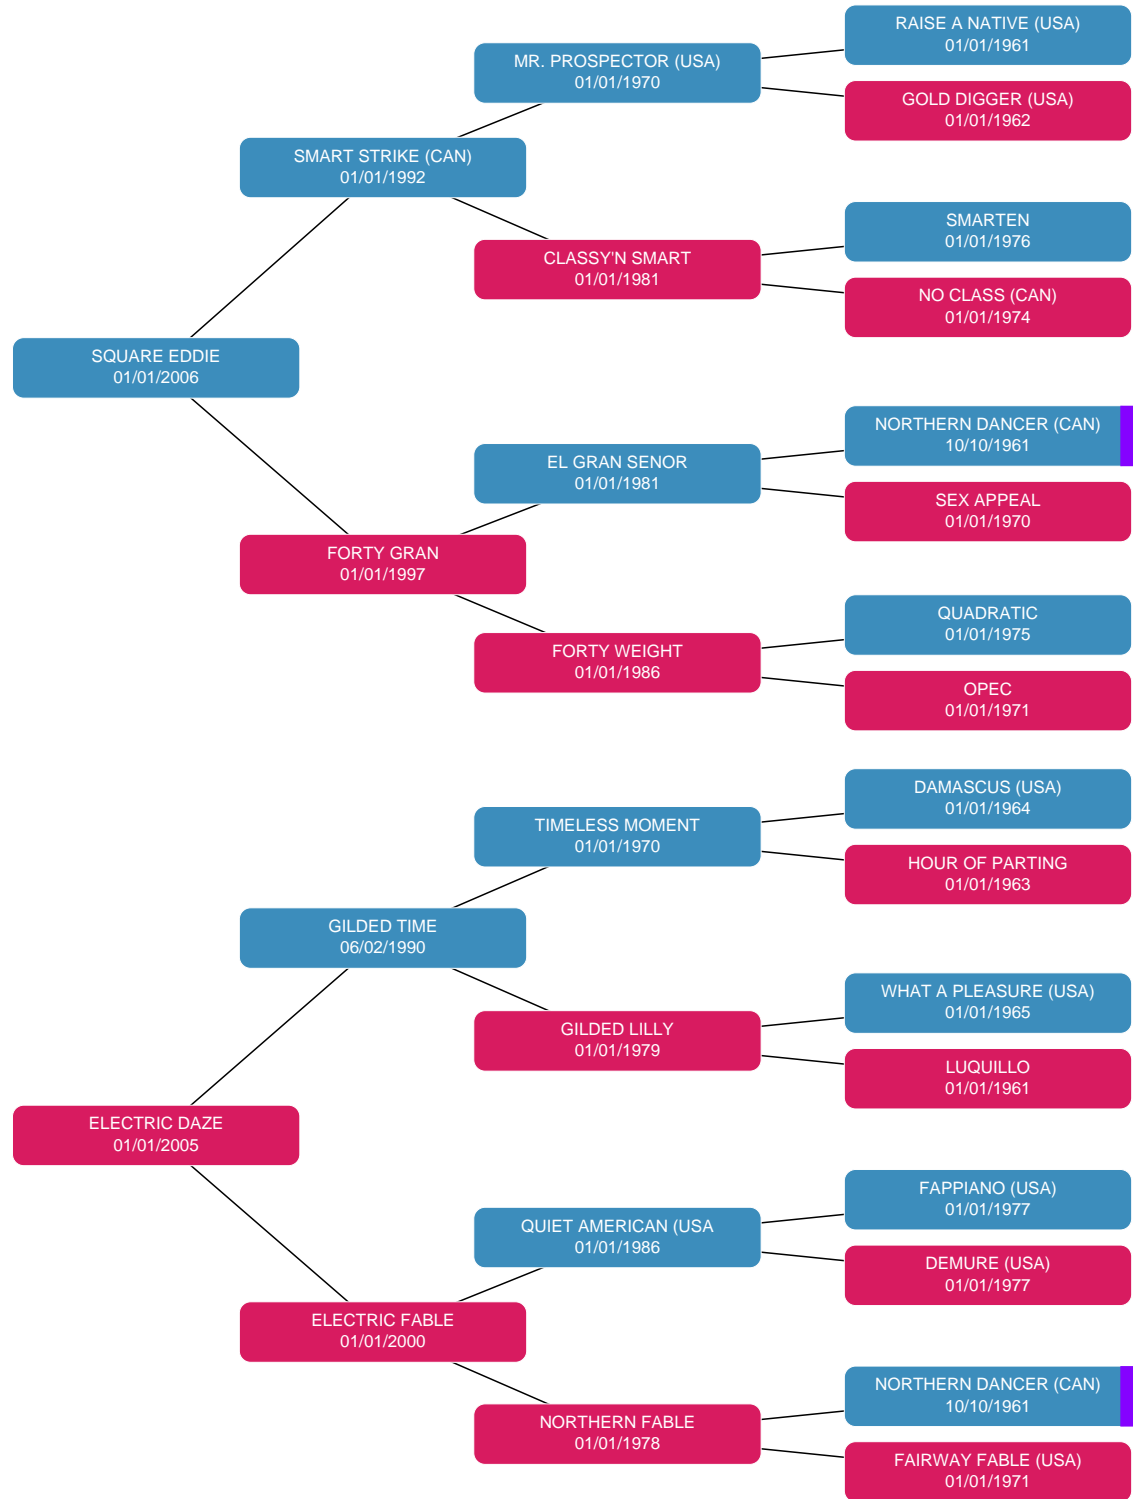 RAISE A NATIVE (USA)
01/01/1961
MR. PROSPECTOR (USA)
01/01/1970
GOLD DIGGER (USA)
01/01/1962
SMART STRIKE (CAN)
01/01/1992
SMARTEN
01/01/1976
CLASSY'N SMART
01/01/1981
NO CLASS (CAN)
01/01/1974
SQUARE EDDIE
01/01/2006
NORTHERN DANCER (CAN)
10/10/1961
EL GRAN SENOR
01/01/1981
SEX APPEAL
01/01/1970
FORTY GRAN
01/01/1997
QUADRATIC
01/01/1975
FORTY WEIGHT
01/01/1986
OPEC
01/01/1971
DAMASCUS (USA)
01/01/1964
TIMELESS MOMENT
01/01/1970
HOUR OF PARTING
01/01/1963
GILDED TIME
06/02/1990
WHAT A PLEASURE (USA)
01/01/1965
GILDED LILLY
01/01/1979
LUQUILLO
01/01/1961
ELECTRIC DAZE
01/01/2005
FAPPIANO (USA)
01/01/1977
QUIET AMERICAN (USA
01/01/1986
DEMURE (USA)
01/01/1977
ELECTRIC FABLE
01/01/2000
NORTHERN DANCER (CAN)
10/10/1961
NORTHERN FABLE
01/01/1978
FAIRWAY FABLE (USA)
01/01/1971